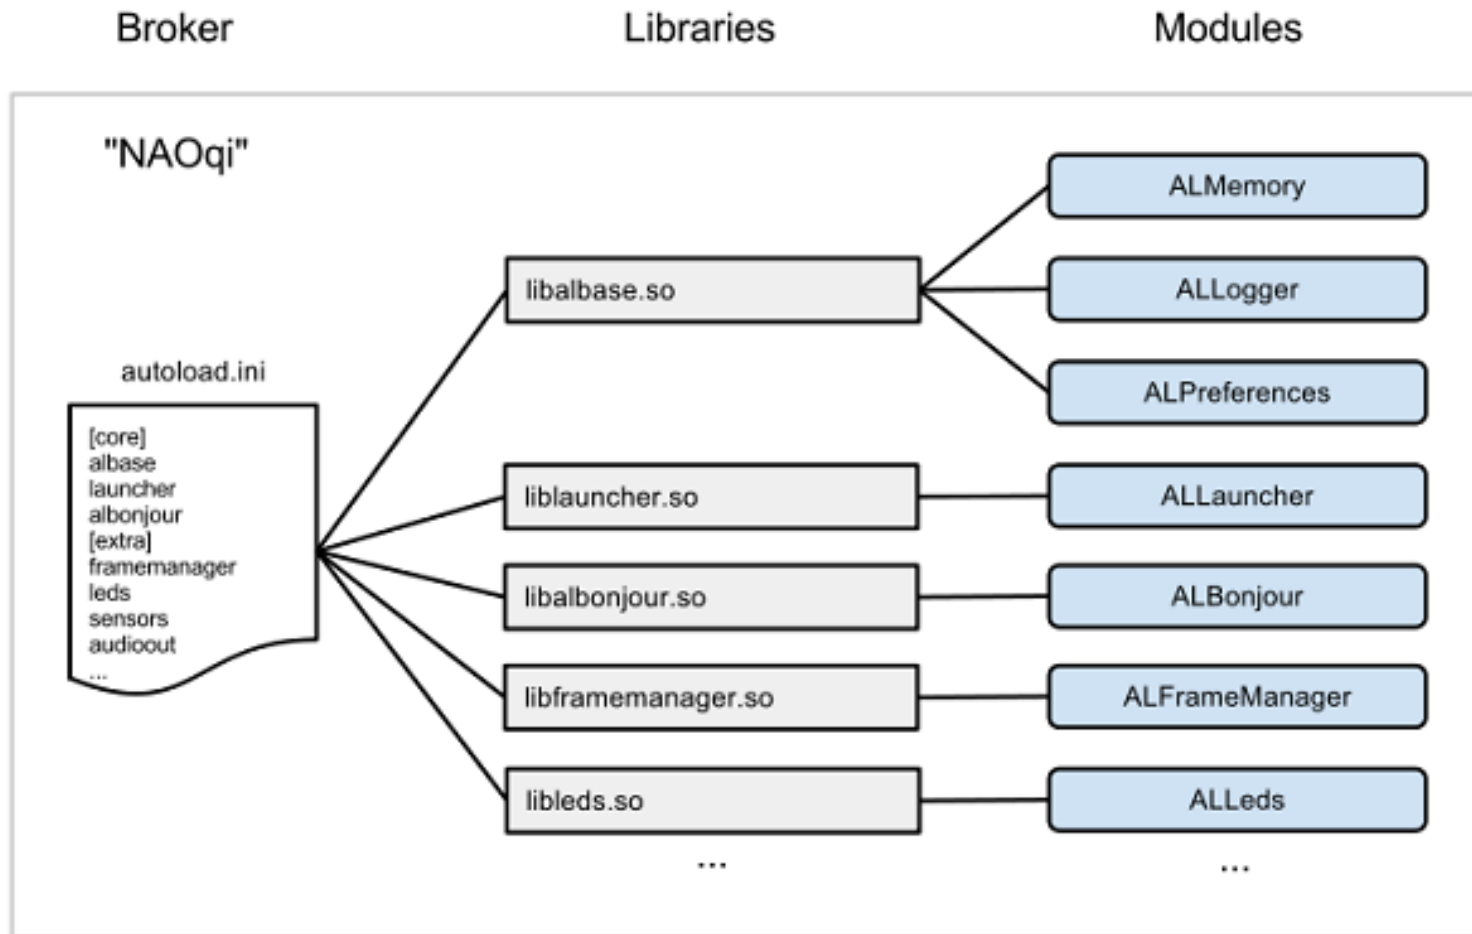 Broker
Libraries
Modules
"NAOqi"
autoload.ini
[core]
albase
launcher
albonjour
[extra]
framemanager
leds
sensors
audioout
...
libalbase.so
liblauncher.so
libalbonjour.so
libframemanager.so
libleds.so
...
ALMemory
ALLogger
ALPreferences
ALLauncher
ALBonjour
ALFrameManager
ALLeds
...